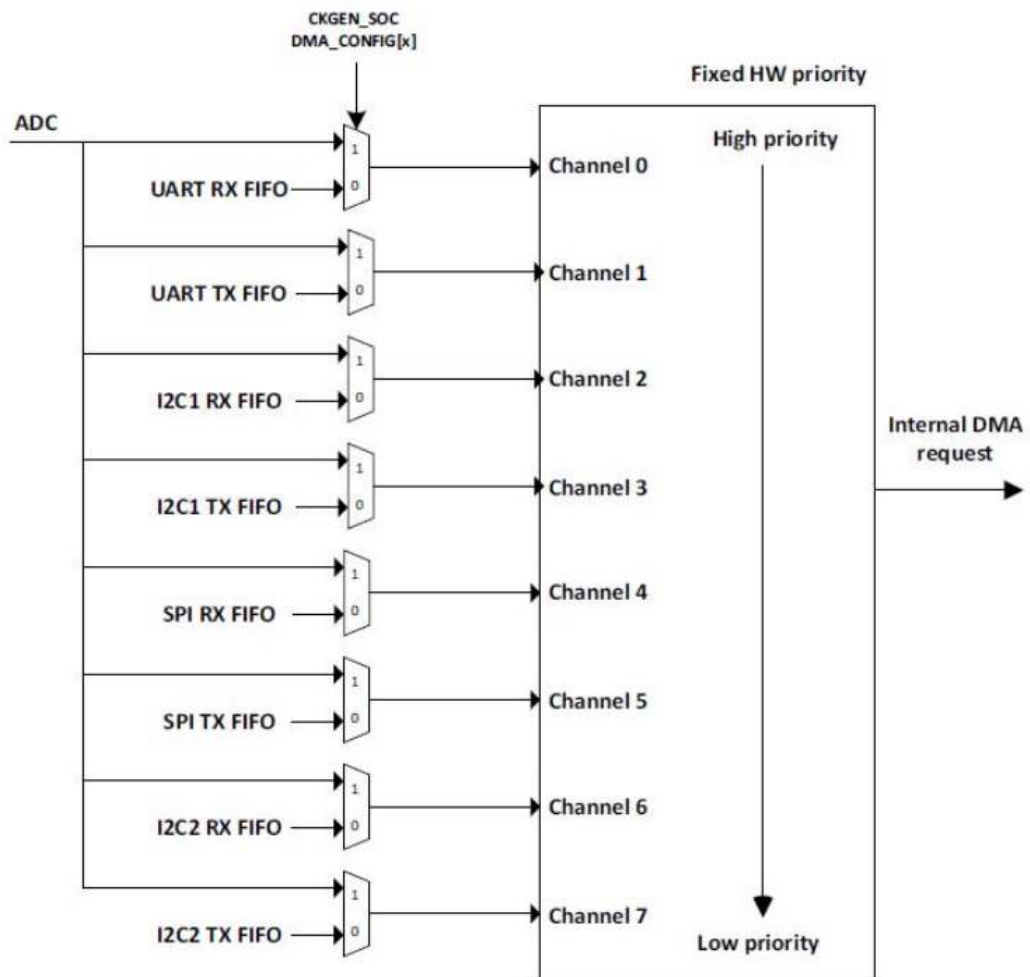 CKGEN_SOC
DMA_CONFIG[x]
Fixed HW priority
ADC
High priority
1
0
UART RX FIFO
Channel 0
1
0
UART TX FIFO
Channel 1
1
0
I2C1 RX FIFO
Channel 2
Internal DMA
request
1
0
I2C1 TX FIFO
Channel 3
1
0
SPI RX FIFO
Channel 4
1
0
SPI TX FIFO
Channel 5
1
0
I2C2 RX FIFO
Channel 6
1
0
I2C2 TX FIFO
Channel 7
Low priority